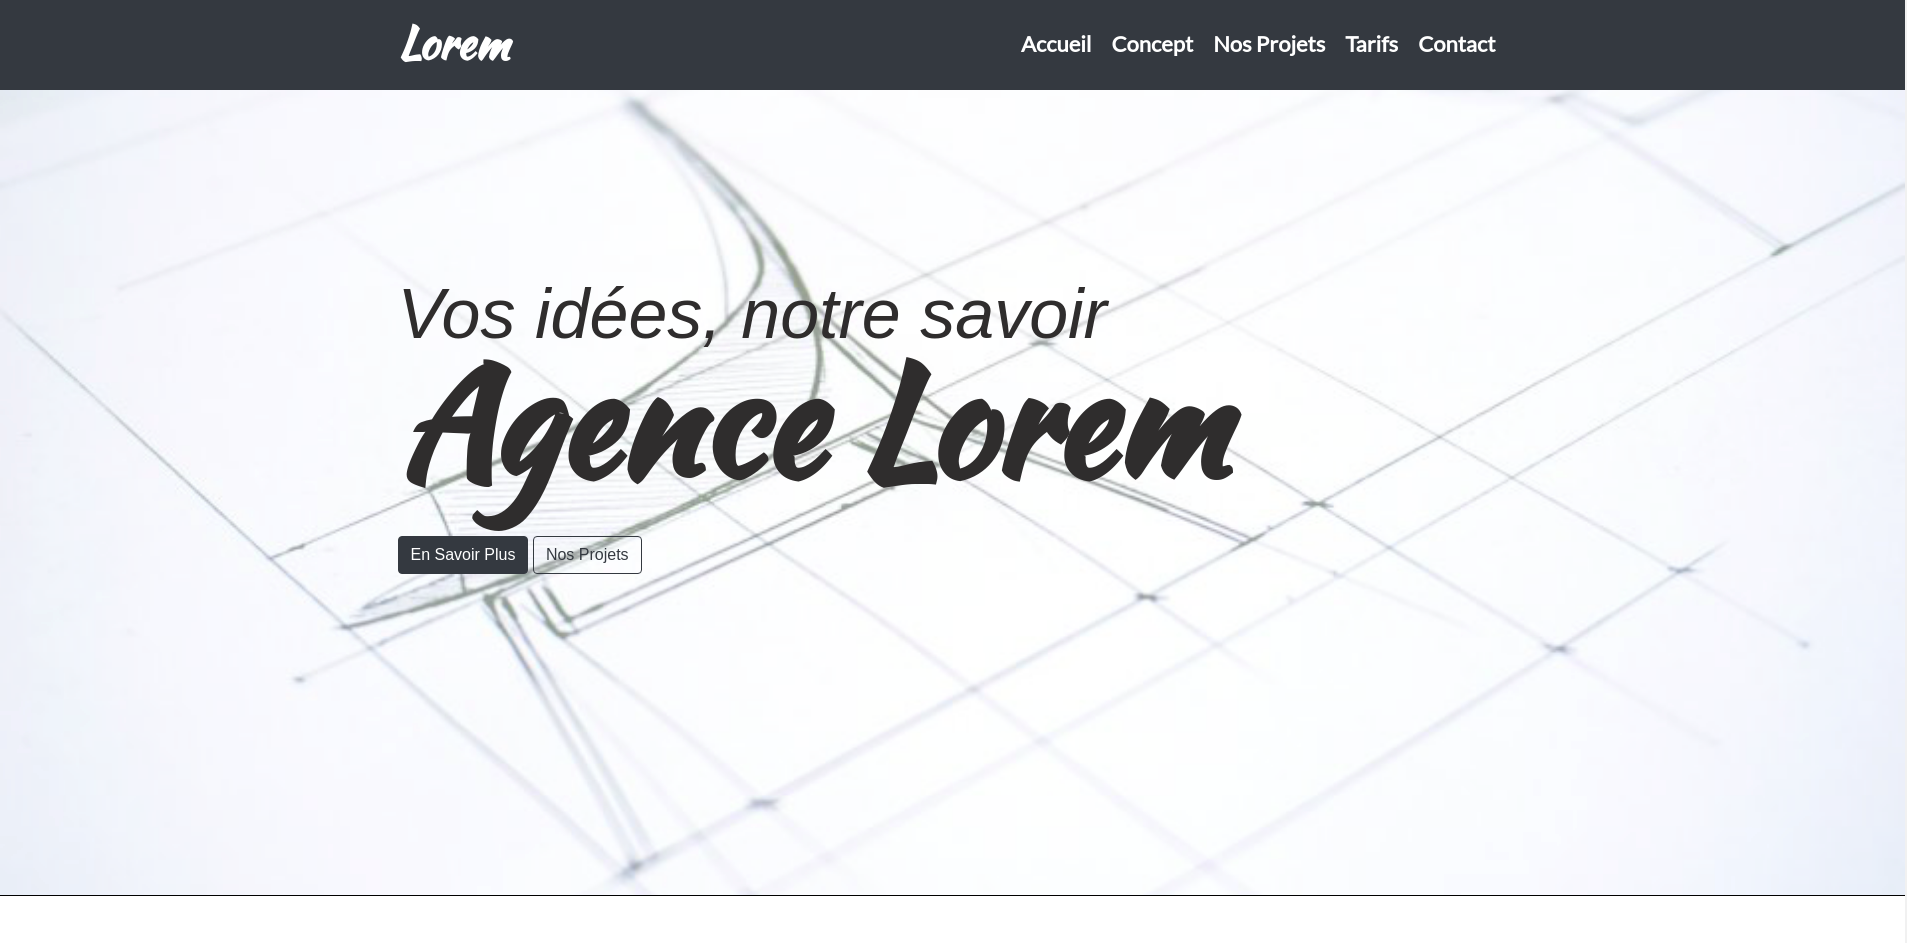 Lorem
Accueil Concept Nos Projets Tarifs Contact
Vos idées, notre savoir
Agence Lorem
En Savoir Plus Nos Projets